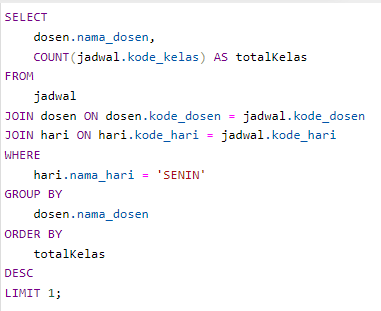 SELECT
dosen.nama_dosen,
COUNT(jadwal.kode_kelas) AS totalKelas
FROM
jadwal
JOIN dosen ON dosen.kode_dosen = jadwal.kode_dosen
JOIN hari ON hari.kode_hari = jadwal.kode_hari
WHERE
hari.nama_hari = 'SENIN'
GROUP BY
dosen.nama_dosen
ORDER BY
totalKelas
DESC
LIMIT 1;